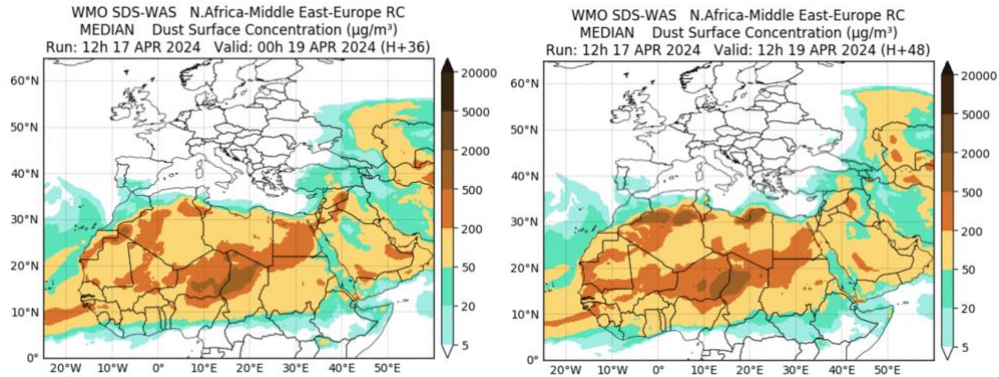 WMO SDS-WAS N.Africa-Middle East-Europe RC
MEDIAN Dust Surface Concentration (µg/m³)
Run: 12h 17 APR 2024 Valid: 00h 19 APR 2024 (H+36)
60°N
50°N
40°N
30°N
20°N
10°N
0°
20°W
10°W
0°
10°E
20°E
30°E
40°E
50°E
20000
5000
2000
500
200
50
20
5
WMO SDS-WAS N.Africa-Middle East-Europe RC
MEDIAN Dust Surface Concentration (µg/m³)
Run: 12h 17 APR 2024 Valid: 12h 19 APR 2024 (H+48)
60°N
50°N
40°N
30°N
20°N
10°N
0°
20°W
10°W
0°
10°E
20°E
30°E
40°E
50°E
20000
5000
2000
500
200
50
20
5